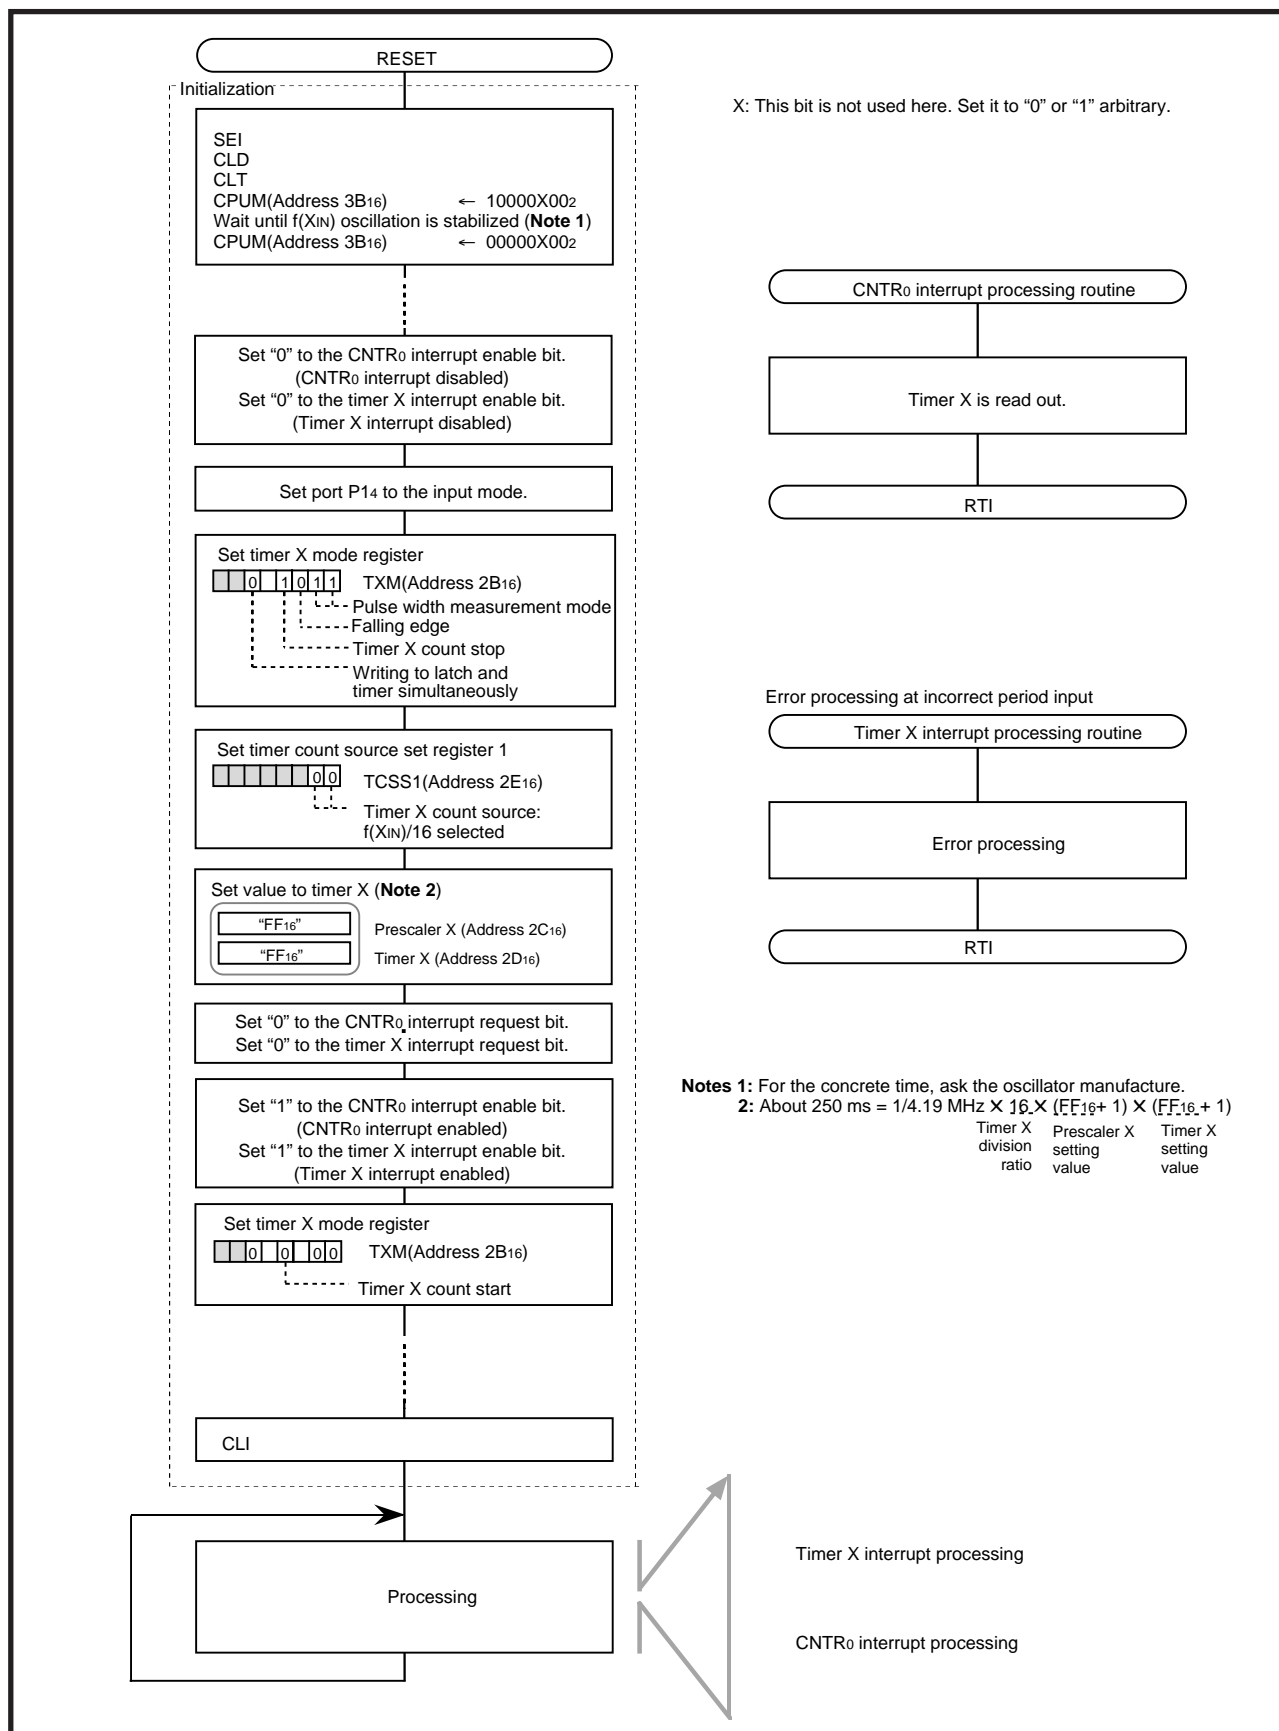 RESET
Initialization
X: This bit is not used here. Set it to “0” or “1” arbitrary.
SEI
CLD
CLT
CPUM(Address 3B16) ← 10000X002
Wait until f(XIN) oscillation is stabilized (Note 1)
CPUM(Address 3B16) ← 00000X002
Set “0” to the CNTR0 interrupt enable bit.
(CNTR0 interrupt disabled)
Set “0” to the timer X interrupt enable bit.
(Timer X interrupt disabled)
Set port P14 to the input mode.
Set timer X mode register
0 1 0 1 1 TXM(Address 2B16)
Pulse width measurement mode
Falling edge
Timer X count stop
Writing to latch and
timer simultaneously
Set timer count source set register 1
0 0 TCSS1(Address 2E16)
Timer X count source:
f(XIN)/16 selected
Set value to timer X (Note 2)
“FF16” Prescaler X (Address 2C16)
“FF16” Timer X (Address 2D16)
Set “0” to the CNTR0 interrupt request bit.
Set “0” to the timer X interrupt request bit.
Set “1” to the CNTR0 interrupt enable bit.
(CNTR0 interrupt enabled)
Set “1” to the timer X interrupt enable bit.
(Timer X interrupt enabled)
Set timer X mode register
0 0 0 0 TXM(Address 2B16)
Timer X count start
CLI
Processing
CNTR0 interrupt processing routine
Timer X is read out.
RTI
Error processing at incorrect period input
Timer X interrupt processing routine
Error processing
RTI
Notes 1: For the concrete time, ask the oscillator manufacture.
2: About 250 ms = 1/4.19 MHz × 16 × (FF16 + 1) × (FF16 + 1)
Timer X Prescaler X Timer X
division setting setting
ratio value value
Timer X interrupt processing
CNTR0 interrupt processing